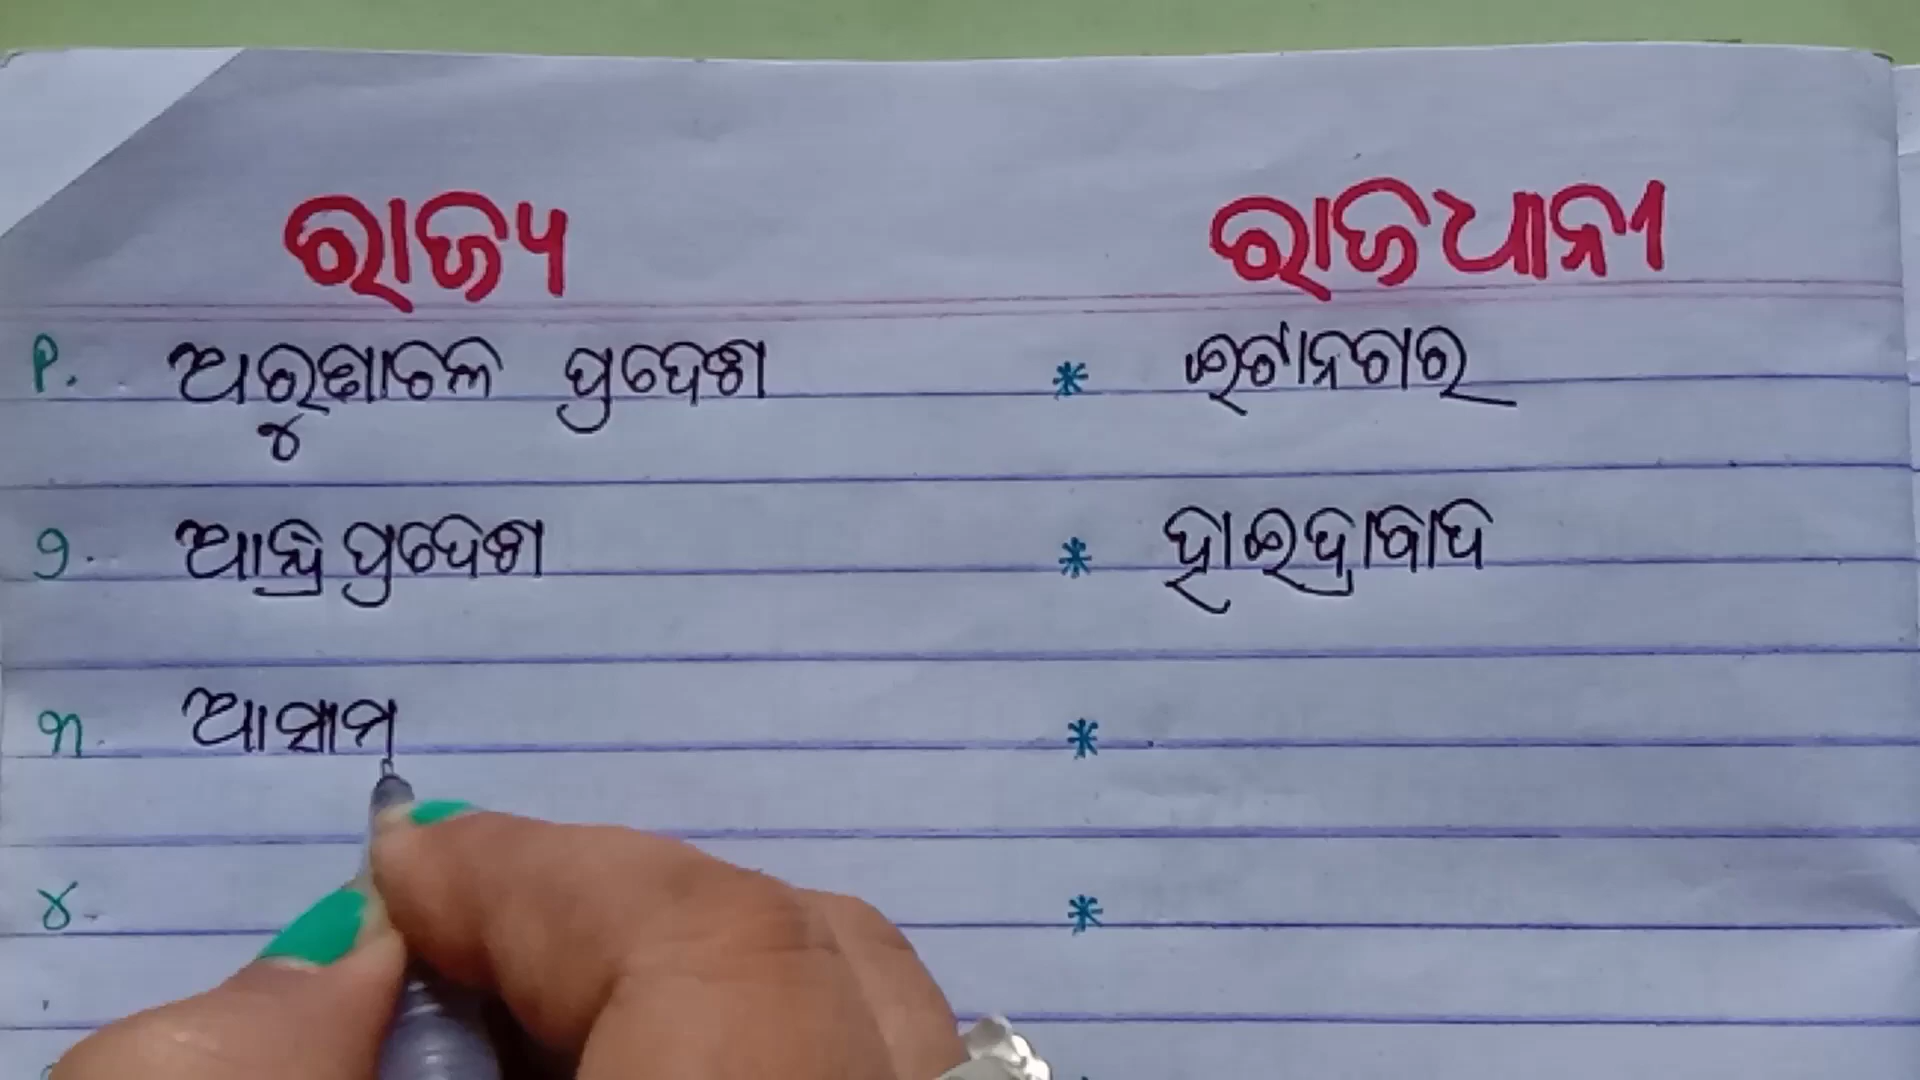 ରାଜ୍ୟ ରାଜଧାନୀ
୧. ଅରୁଣାଚଳ ପ୍ରଦେଶ * ଇଟାନଗର
୨. ଆନ୍ଧ୍ର ପ୍ରଦେଶ * ହାଇଦ୍ରାବାଦ
୩. ଆସାମ *
୪. *